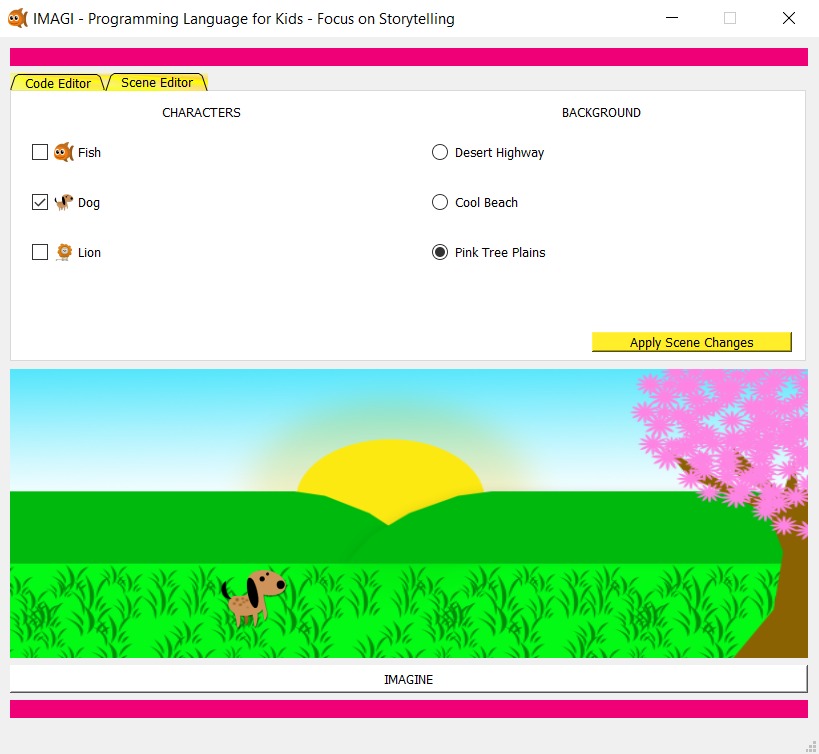 IMAGI - Programming Language for Kids - Focus on Storytelling
Code Editor
Scene Editor
CHARACTERS
BACKGROUND
Fish
Desert Highway
Dog
Cool Beach
Lion
Pink Tree Plains
Apply Scene Changes
IMAGINE